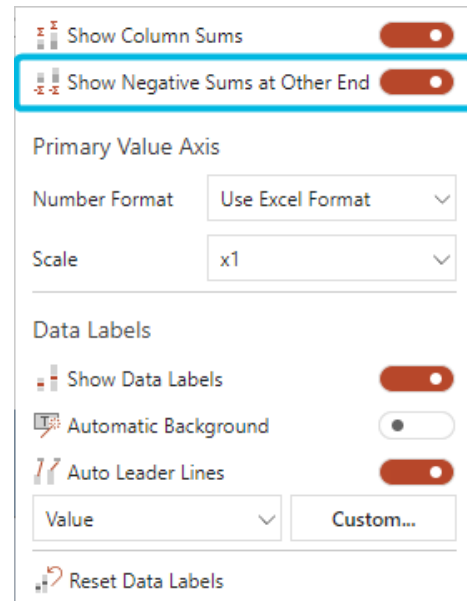 Show Column Sums
Show Negative Sums at Other End
Primary Value Axis
Number Format Use Excel Format
Scale x1
Data Labels
Show Data Labels
Automatic Background
Auto Leader Lines
Value Custom...
Reset Data Labels